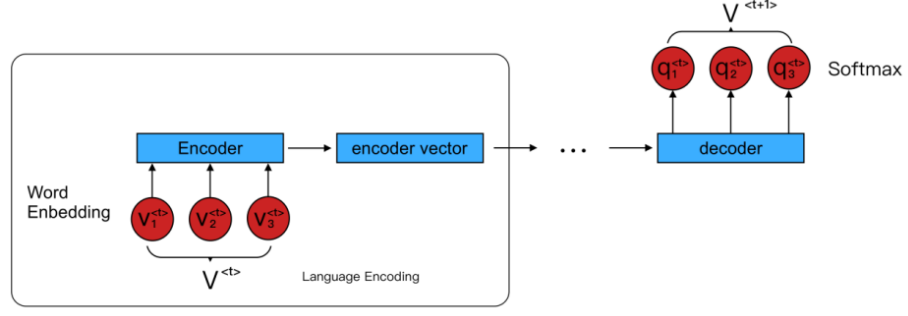 V<t+1>
q1<t> q2<t> q3<t> Softmax
Encoder encoder vector ... decoder
Word
Enbedding
V1<t> V2<t> V3<t>
V<t>
Language Encoding